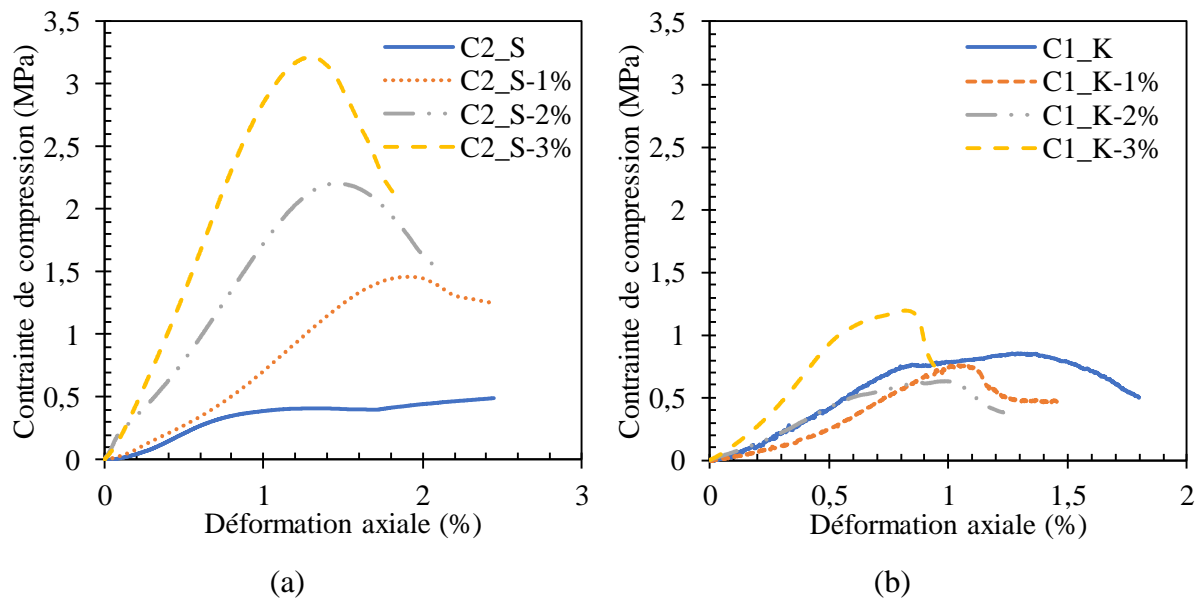 Contrainte de compression (MPa)
3,5
3
2,5
2
1,5
1
0,5
0
0
1
2
3
Déformation axiale (%)
C2_S
C2_S-1%
C2_S-2%
C2_S-3%
(a)
Contrainte de compression (MPa)
3,5
3
2,5
2
1,5
1
0,5
0
0
0,5
1
1,5
2
Déformation axiale (%)
C1_K
C1_K-1%
C1_K-2%
C1_K-3%
(b)